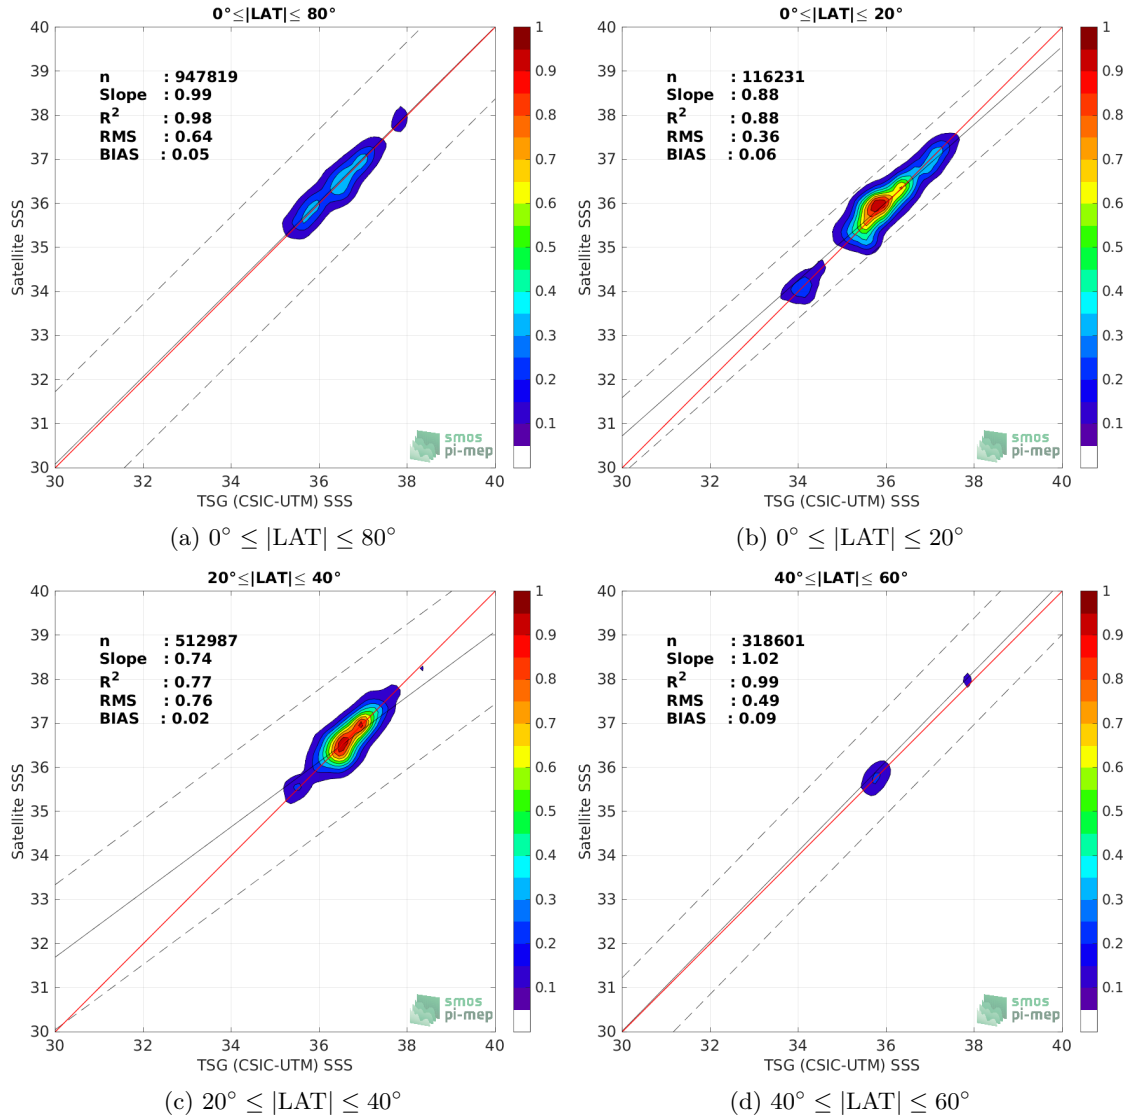 0°≤|LAT|≤ 80°
n : 947819
Slope : 0.99
R² : 0.98
RMS : 0.64
BIAS : 0.05
Satellite SSS
40
39
38
37
36
35
34
33
32
31
30
30 32 34 36 38 40
TSG (CSIC-UTM) SSS
1
0.9
0.8
0.7
0.6
0.5
0.4
0.3
0.2
0.1
smos
pi-mep
(a) 0° ≤ |LAT| ≤ 80°
0°≤|LAT|≤ 20°
n : 116231
Slope : 0.88
R² : 0.88
RMS : 0.36
BIAS : 0.06
Satellite SSS
40
39
38
37
36
35
34
33
32
31
30
30 32 34 36 38 40
TSG (CSIC-UTM) SSS
1
0.9
0.8
0.7
0.6
0.5
0.4
0.3
0.2
0.1
smos
pi-mep
(b) 0° ≤ |LAT| ≤ 20°
20°≤|LAT|≤ 40°
n : 512987
Slope : 0.74
R² : 0.77
RMS : 0.76
BIAS : 0.02
Satellite SSS
40
39
38
37
36
35
34
33
32
31
30
30 32 34 36 38 40
TSG (CSIC-UTM) SSS
1
0.9
0.8
0.7
0.6
0.5
0.4
0.3
0.2
0.1
smos
pi-mep
(c) 20° ≤ |LAT| ≤ 40°
40°≤|LAT|≤ 60°
n : 318601
Slope : 1.02
R² : 0.99
RMS : 0.49
BIAS : 0.09
Satellite SSS
40
39
38
37
36
35
34
33
32
31
30
30 32 34 36 38 40
TSG (CSIC-UTM) SSS
1
0.9
0.8
0.7
0.6
0.5
0.4
0.3
0.2
0.1
smos
pi-mep
(d) 40° ≤ |LAT| ≤ 60°